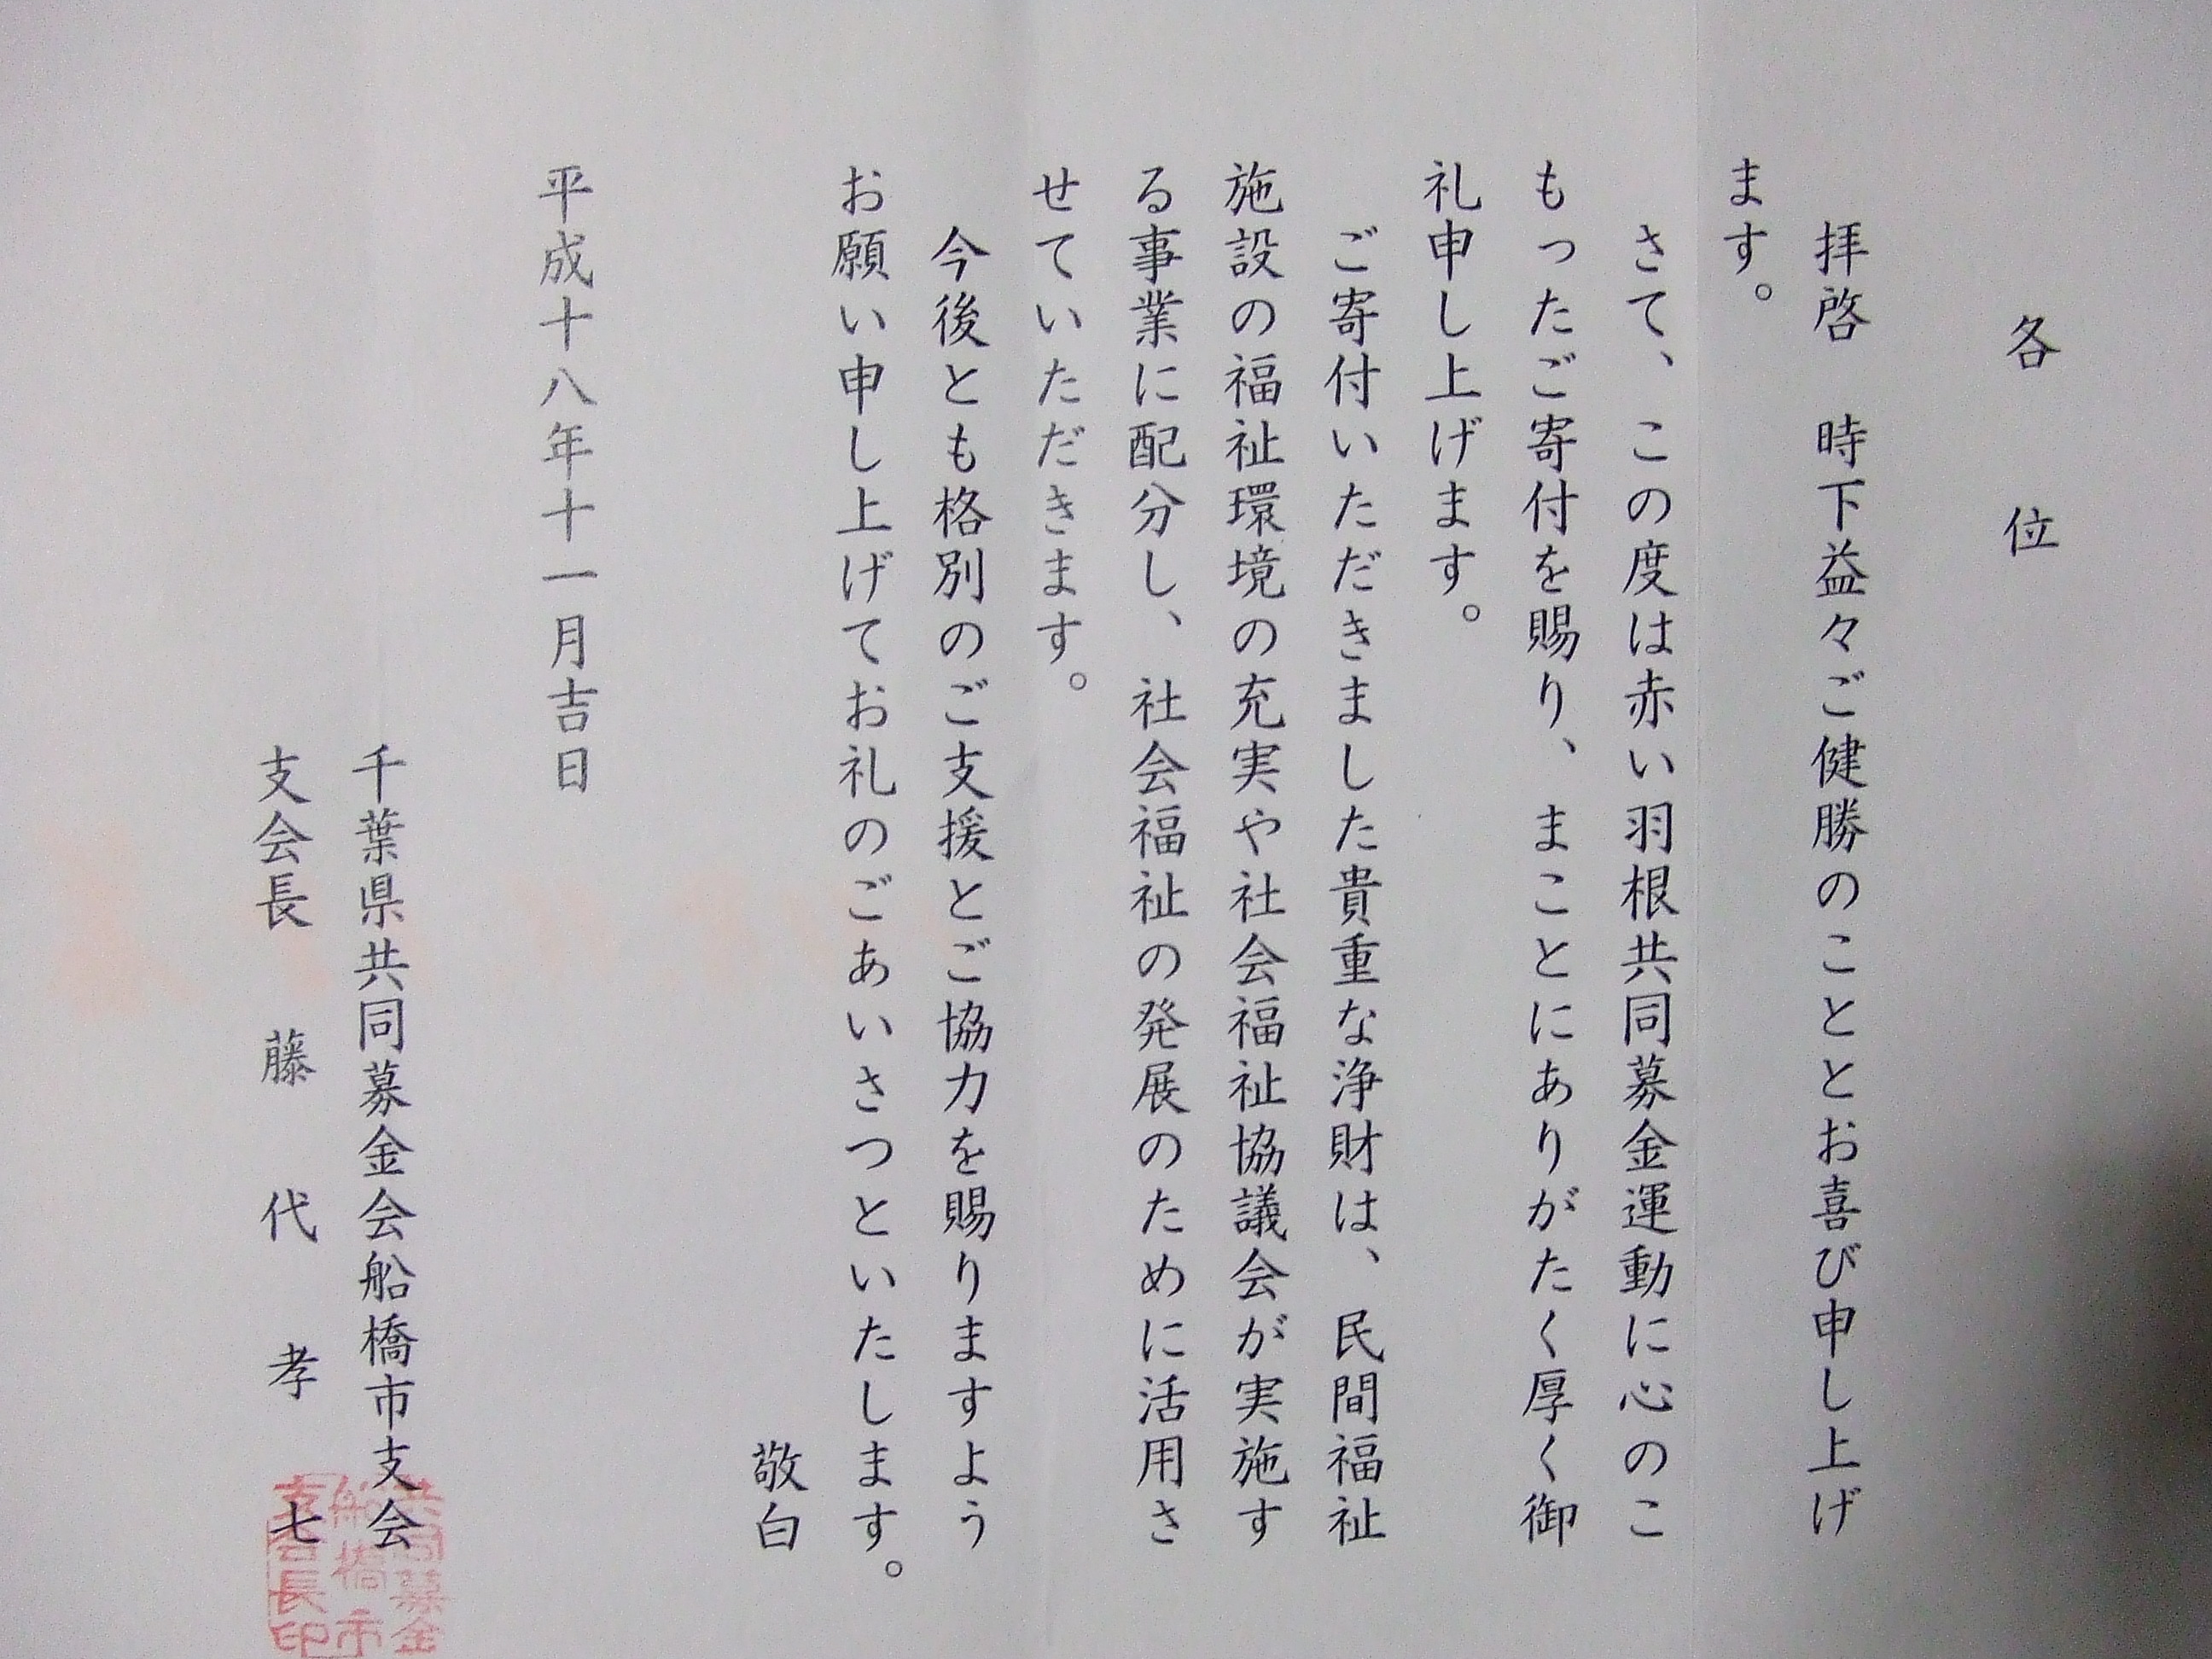 各位
拝啓　時下益々ご健勝のこととお喜び申し上げ
ます。
さて、この度は赤い羽根共同募金運動に心のこ
もったご寄付を賜り、まことにありがたく厚く御
礼申し上げます。
ご寄付いただきました貴重な浄財は、民間福祉
施設の福祉環境の充実や社会福祉協議会が実施す
る事業に配分し、社会福祉の発展のために活用さ
せていただきます。
今後とも格別のご支援とご協力を賜りますよう
お願い申し上げてお礼のごあいさつといたします。
敬白
平成十八年十一月吉日
千葉県共同募金会船橋市支会
支会長　藤代孝七
共同募金
船橋市
支会長印